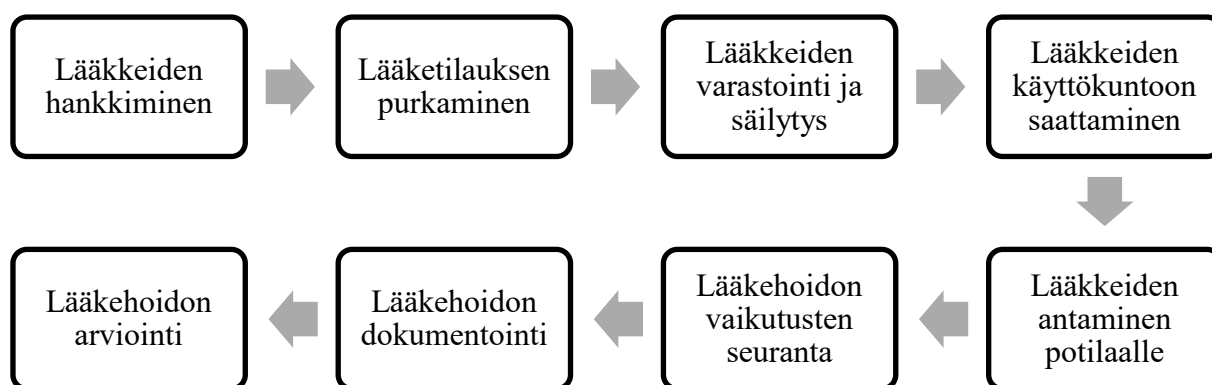 Lääkkeiden
hankkiminen
Lääketilauksen
purkaminen
Lääkkeiden
varastointi ja
säilytys
Lääkkeiden
käyttökuntoon
saattaminen
Lääkkeiden
antaminen
potilaalle
Lääkehoidon
vaikutusten
seuranta
Lääkehoidon
dokumentointi
Lääkehoidon
arviointi